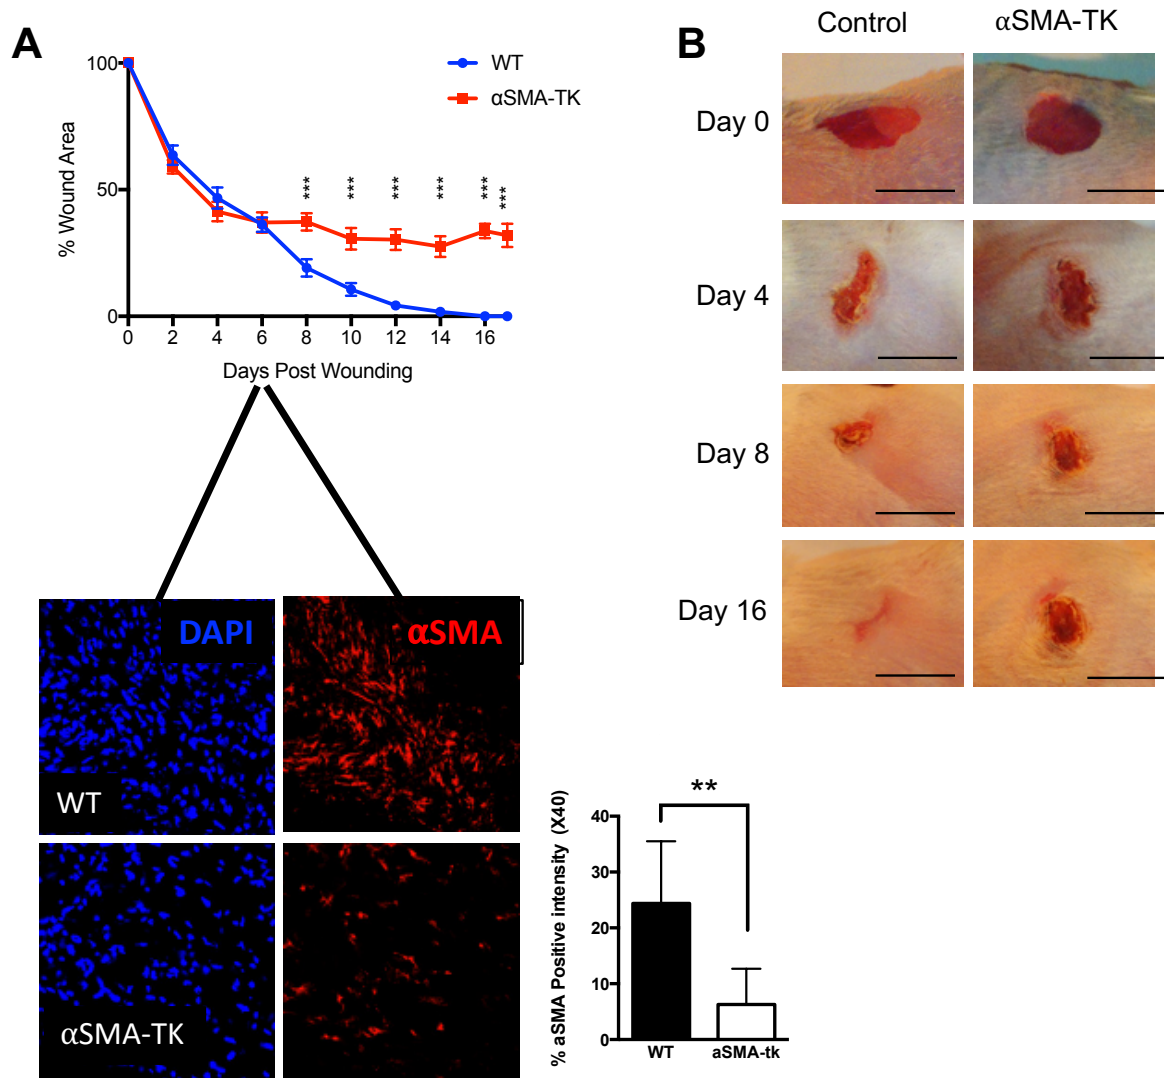 A
WT
αSMA-TK
% Wound Area
100
50
0
*** *** *** *** *** ***
0 2 4 6 8 10 12 14 16
Days Post Wounding
DAPI
αSMA
WT
αSMA-TK
% aSMA Positive intensity (X40)
40
30
20
10
0
**
WT aSMA-tk
B
Control αSMA-TK
Day 0
Day 4
Day 8
Day 16